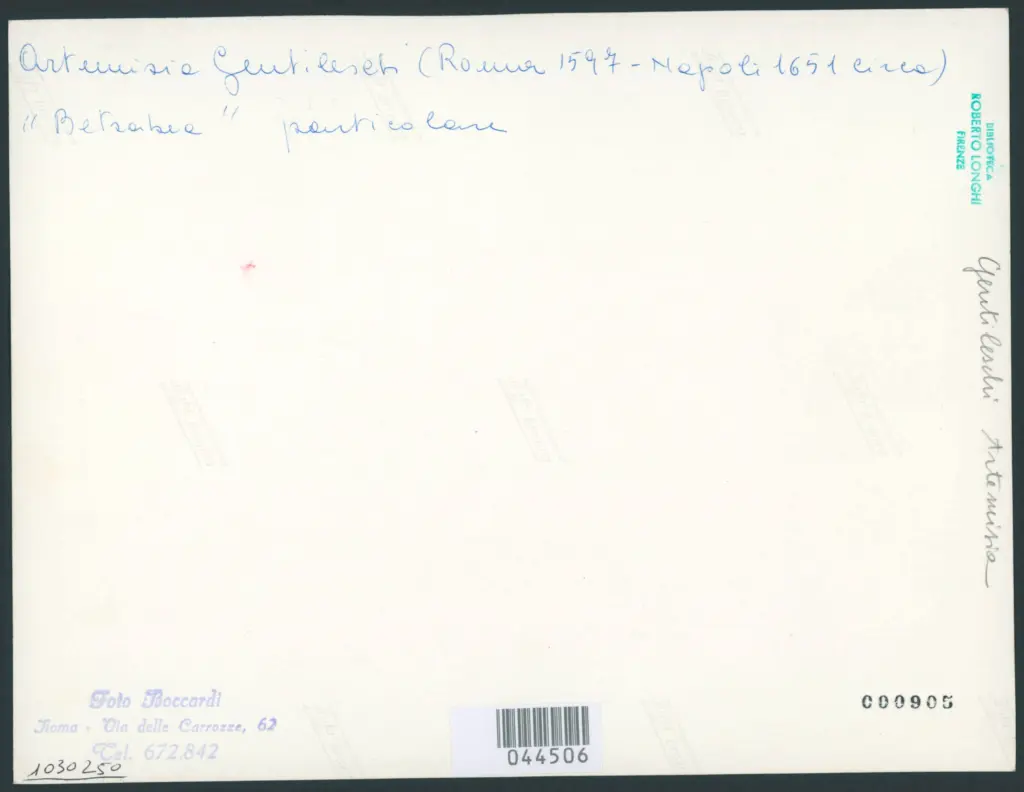 Artemisia Gentileschi (Roma 1597 - Napoli 1651 circa)
"Betsabea" particolare
BIBLIOTECA
ROBERTO LONGHI
FIRENZE
Gentileschi Artemisia
Foto Boccardi
Roma - Via delle Carrozze, 62
Tel. 672.842
1030250
044506
000905